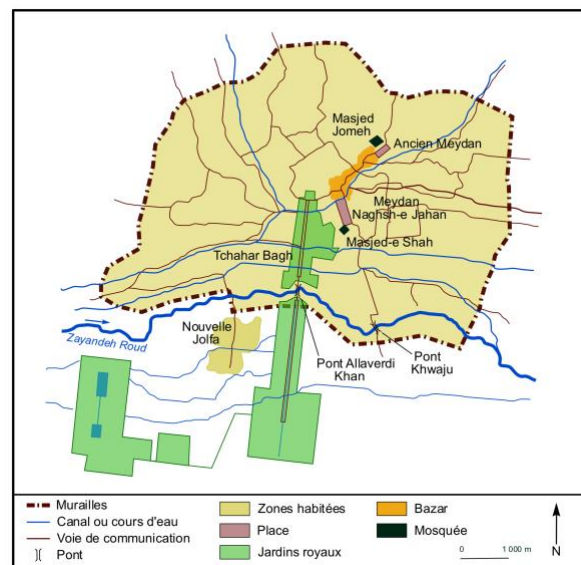 Masjed
Jomeh
Ancien Meydan
Meydan
Naghsh-e Jahan
Masjed-e Shah
Tchahar Bagh
Nouvelle
Jolfa
Zayandeh Roud
Pont Allaverdi
Khan
Pont
Khwaju
Murailles
Canal ou cours d'eau
Voie de communication
Pont
Zones habitées
Place
Jardins royaux
Bazar
Mosquée
N
0 1 000 m